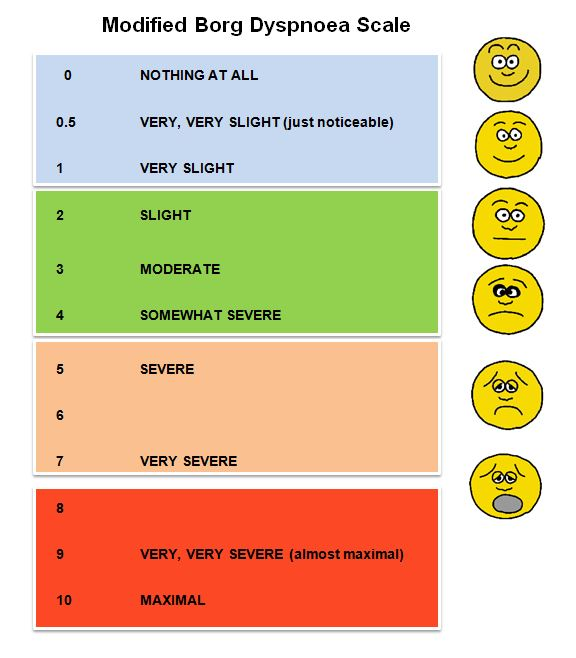 Modified Borg Dyspnoea Scale
0 NOTHING AT ALL
0.5 VERY, VERY SLIGHT (just noticeable)
1 VERY SLIGHT
2 SLIGHT
3 MODERATE
4 SOMEWHAT SEVERE
5 SEVERE
6
7 VERY SEVERE
8
9 VERY, VERY SEVERE (almost maximal)
10 MAXIMAL